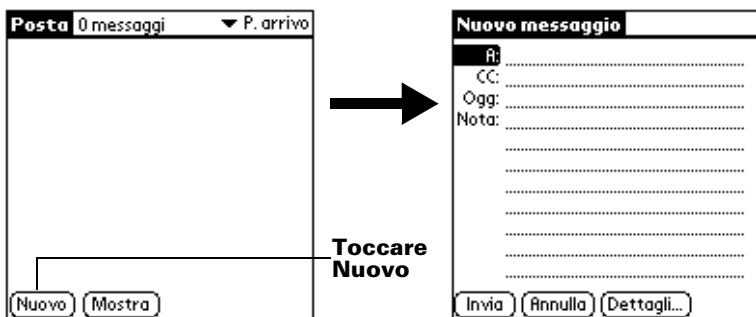 Posta 0 messaggi P. arrivo
Nuovo messaggio
A:
CC:
Ogg:
Nota:
Toccare
Nuovo
Nuovo Mostra
Invia Annulla Dettagli...